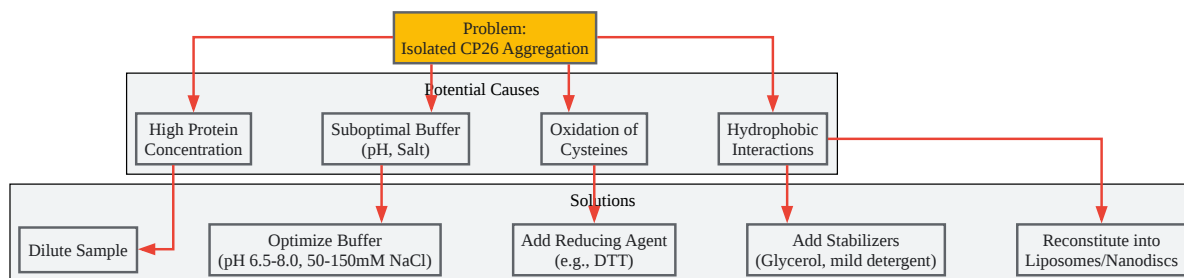 Problem:
Isolated CP26 Aggregation
Potential Causes
High Protein
Concentration
Suboptimal Buffer
(pH, Salt)
Oxidation of
Cysteines
Hydrophobic
Interactions
Solutions
Dilute Sample
Optimize Buffer
(pH 6.5-8.0, 50-150mM NaCl)
Add Reducing Agent
(e.g., DTT)
Add Stabilizers
(Glycerol, mild detergent)
Reconstitute into
Liposomes/Nanodiscs